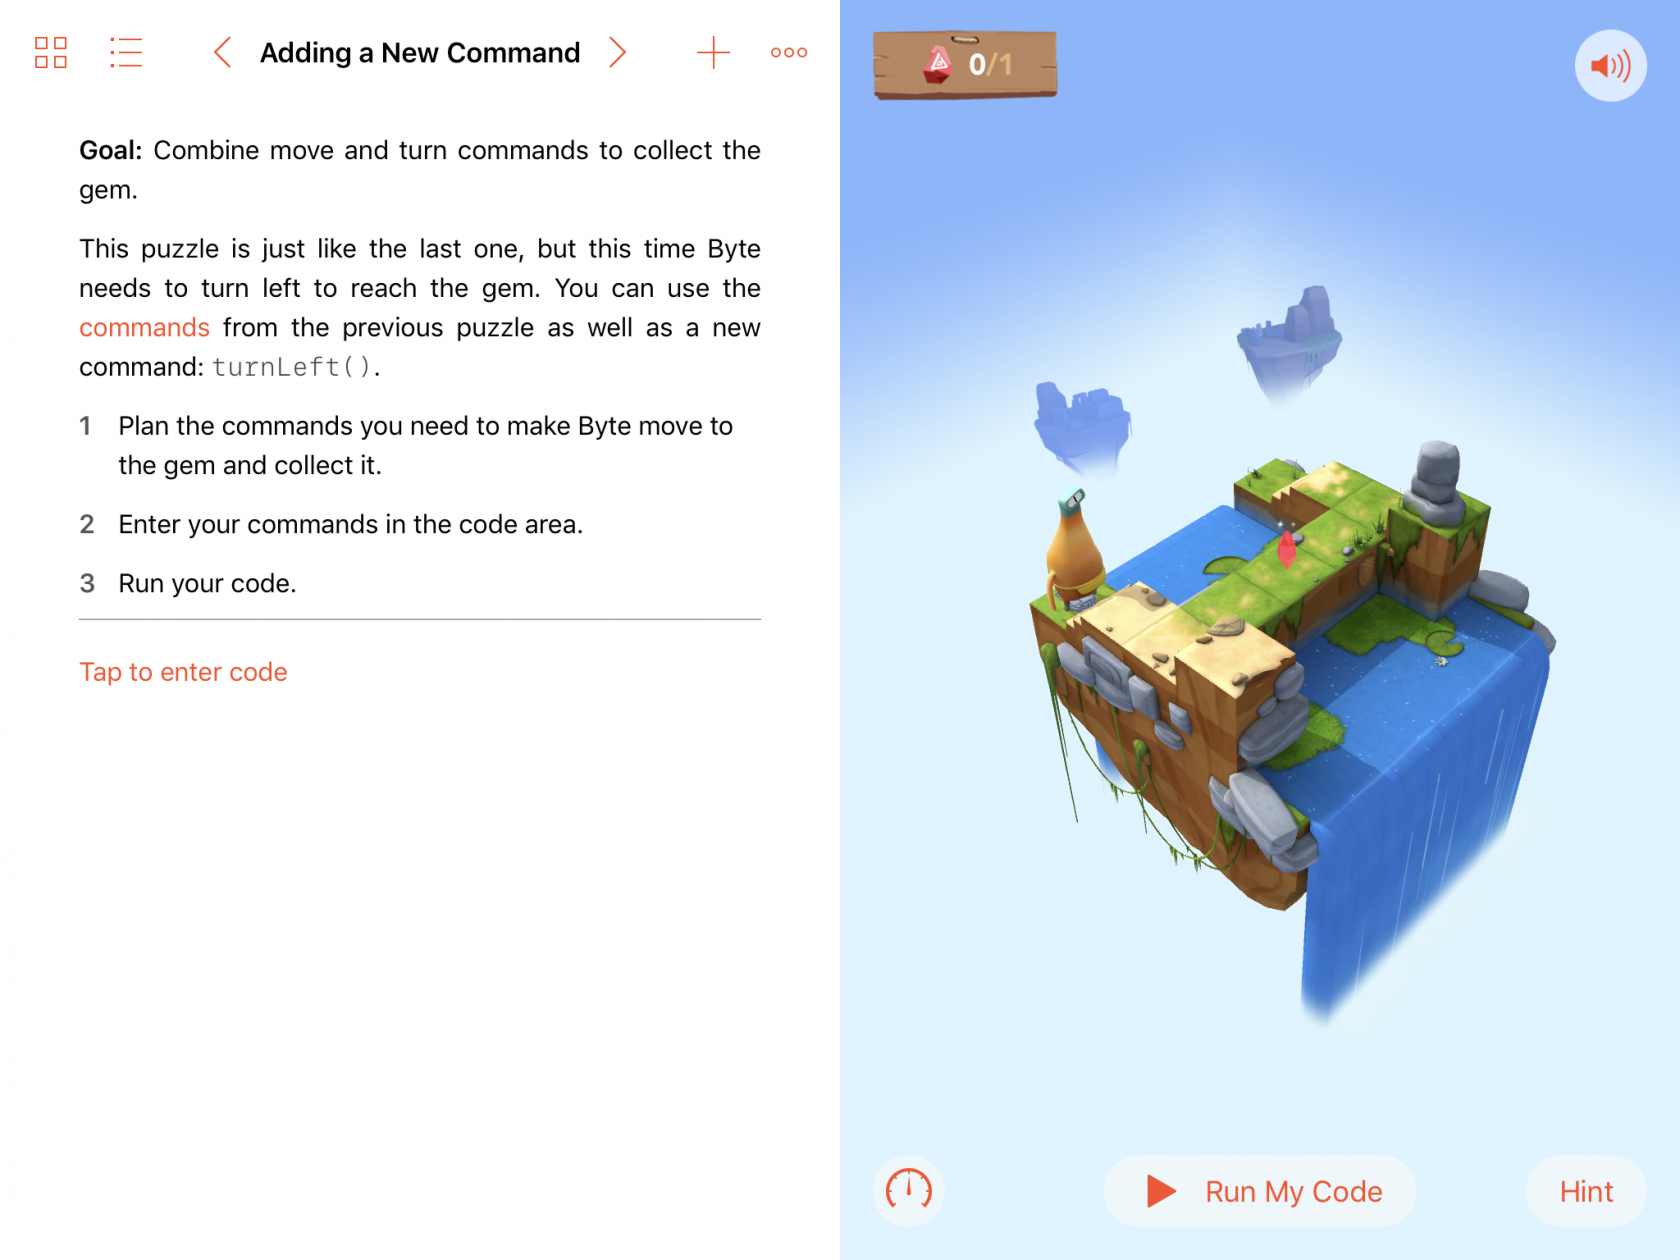 Adding a New Command
0/1
Goal: Combine move and turn commands to collect the
gem.
This puzzle is just like the last one, but this time Byte
needs to turn left to reach the gem. You can use the
commands from the previous puzzle as well as a new
command: turnLeft().
1 Plan the commands you need to make Byte move to
the gem and collect it.
2 Enter your commands in the code area.
3 Run your code.
Tap to enter code
Run My Code
Hint